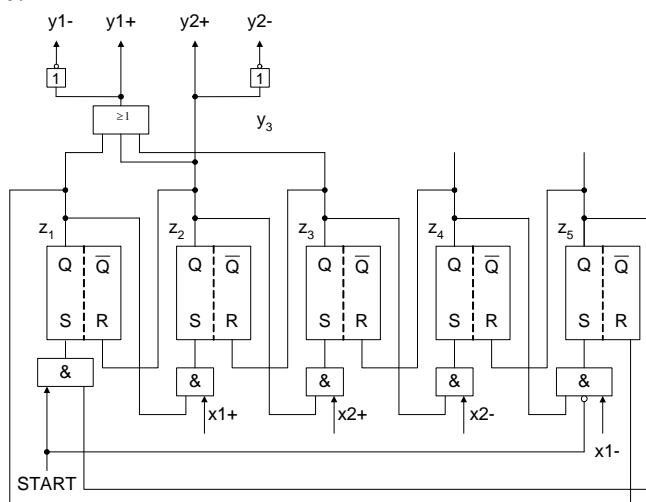 y1- y1+ y2+ y2-
1 1
≥1
y₃
z₁ z₂ z₃ z₄ z₅
Q Q̅ Q Q̅ Q Q̅ Q Q̅ Q Q̅
S R S R S R S R S R
& & & & &
x1+ x2+ x2- x1-
START